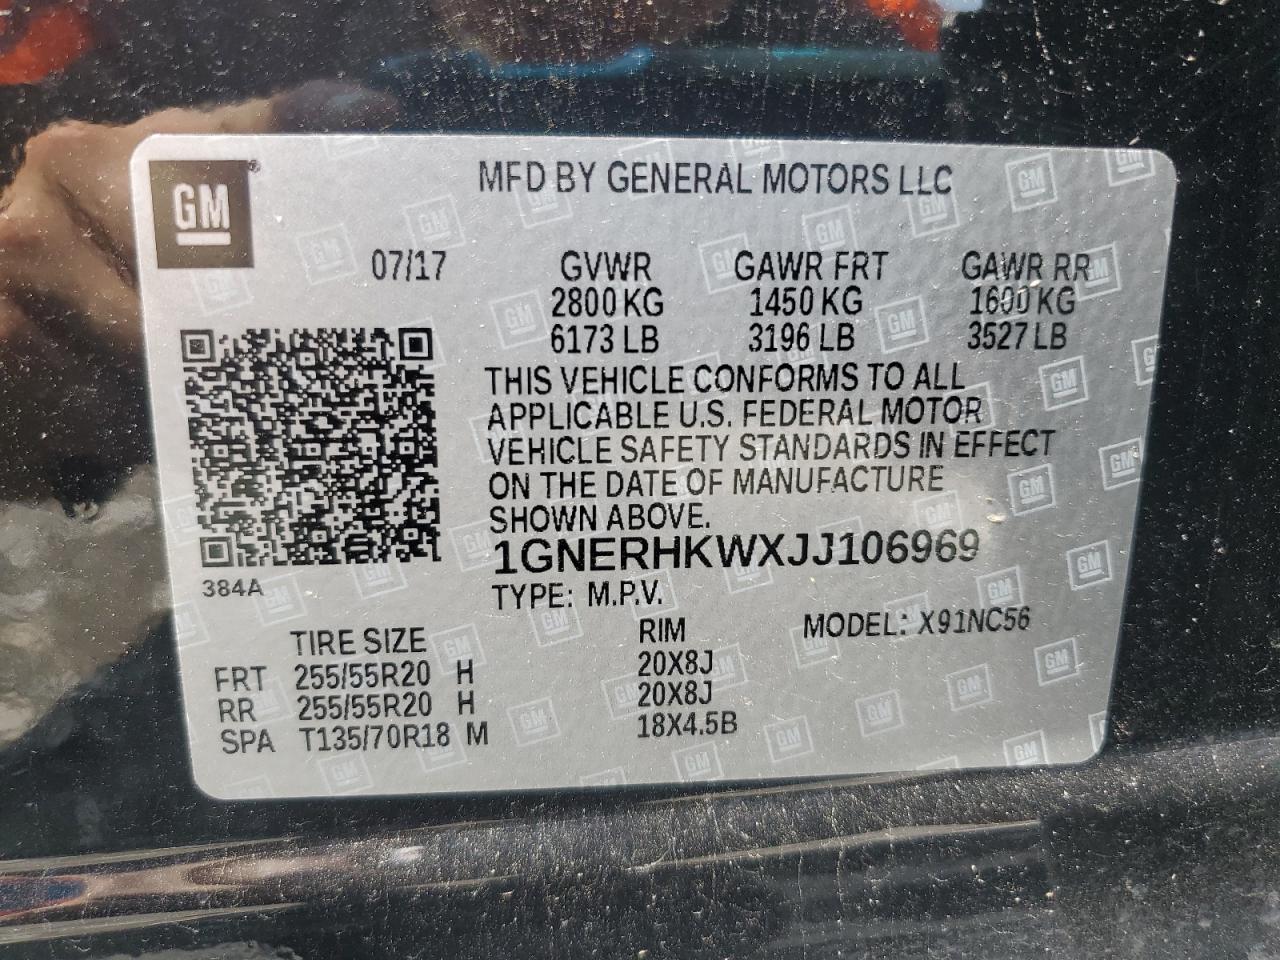 GM®
MFD BY GENERAL MOTORS LLC
07/17 GVWR GAWR FRT GAWR RR
2800 KG 1450 KG 1600 KG
6173 LB 3196 LB 3527 LB
THIS VEHICLE CONFORMS TO ALL
APPLICABLE U.S. FEDERAL MOTOR
VEHICLE SAFETY STANDARDS IN EFFECT
ON THE DATE OF MANUFACTURE
SHOWN ABOVE.
1GNERHKWXJJ106969
384A
TYPE: M.P.V.
TIRE SIZE RIM MODEL: X91NC56
FRT 255/55R20 H 20X8J
RR 255/55R20 H 20X8J
SPA T135/70R18 M 18X4.5B